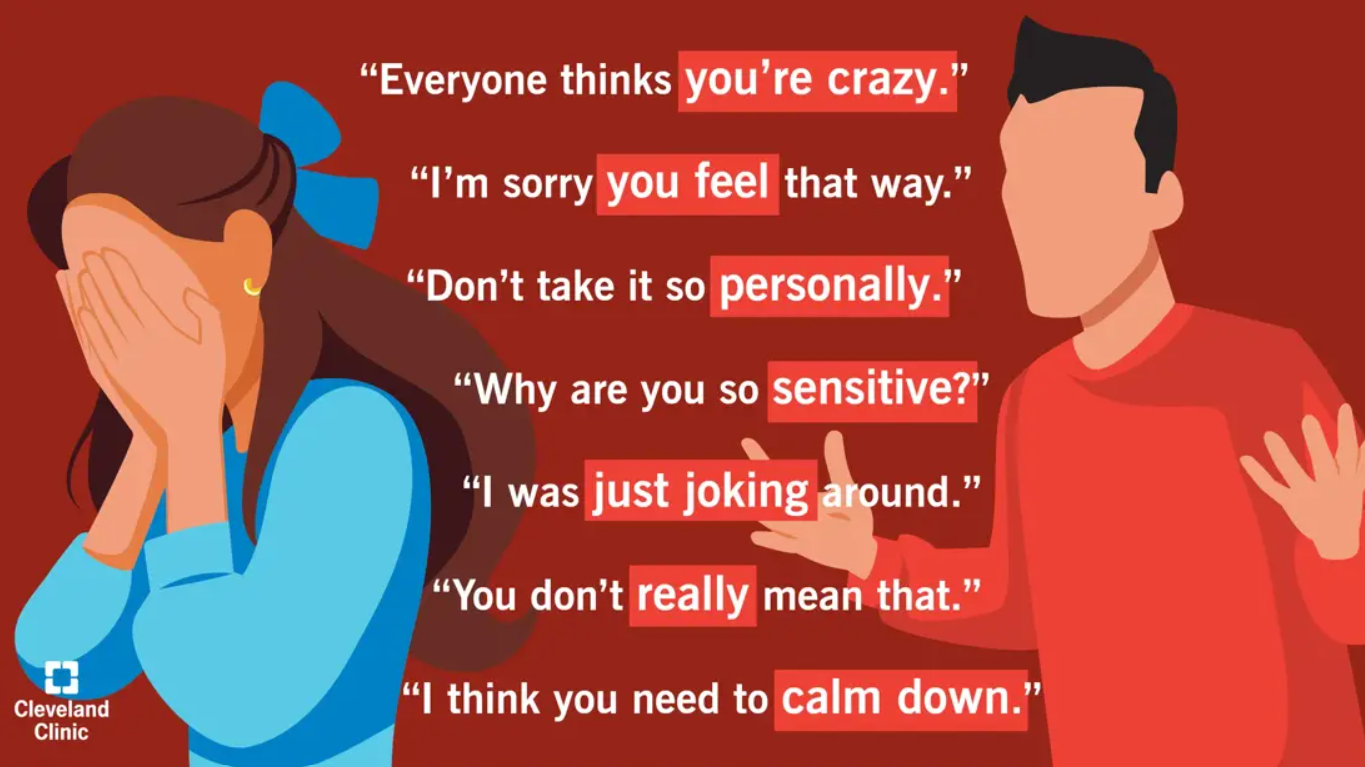 “Everyone thinks you’re crazy.”
“I’m sorry you feel that way.”
“Don’t take it so personally.”
“Why are you so sensitive?”
“I was just joking around.”
“You don’t really mean that.”
“I think you need to calm down.”
Cleveland
Clinic